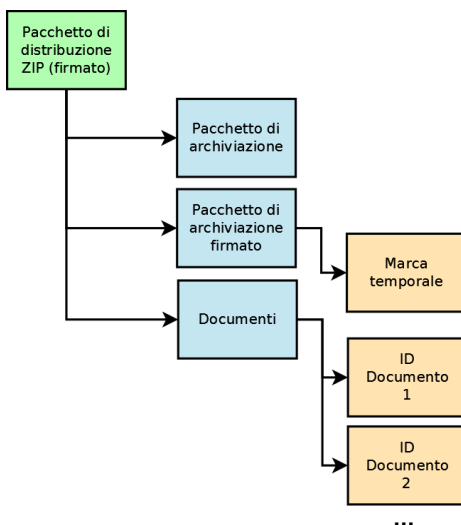 Pacchetto di
distribuzione
ZIP (firmato)
Pacchetto di
archiviazione
Pacchetto di
archiviazione
firmato
Marca
temporale
Documenti
ID
Documento
1
ID
Documento
2
...